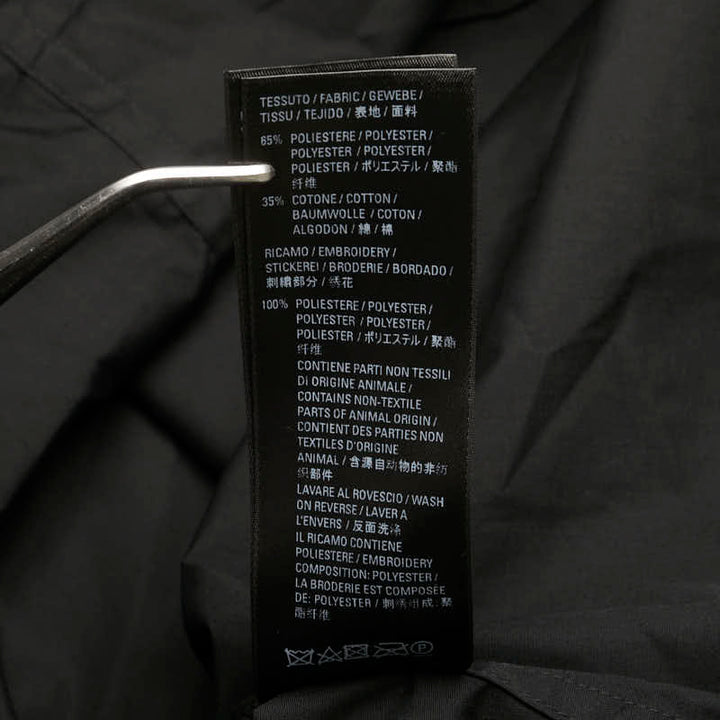 TESSUTO / FABRIC / GEWEBE /
TISSU / TEJIDO / 表地 / 面料
65% POLIESTERE / POLYESTER /
POLYESTER / POLYESTER /
POLIESTER / ポリエステル / 聚酯
纤维
35% COTONE / COTTON /
BAUMWOLLE / COTON /
ALGODON / 綿 / 棉
RICAMO / EMBROIDERY /
STICKEREI / BRODERIE / BORDADO /
刺繍部分 / 绣花
100% POLIESTERE / POLYESTER /
POLYESTER / POLYESTER /
POLIESTER / ポリエステル / 聚酯
纤维
CONTIENE PARTI NON TESSILI
DI ORIGINE ANIMALE /
CONTAINS NON-TEXTILE
PARTS OF ANIMAL ORIGIN /
CONTIENT DES PARTIES NON
TEXTILES D'ORIGINE
ANIMAL / 含源自动物的非纺
织部件
LAVARE AL ROVESCIO / WASH
ON REVERSE / LAVER A
L'ENVERS / 反面洗涤
IL RICAMO CONTIENE
POLIESTERE / EMBROIDERY
COMPOSITION: POLYESTER /
LA BRODERIE EST COMPOSÉE
DE: POLYESTER / 刺绣组成: 聚
酯纤维
P